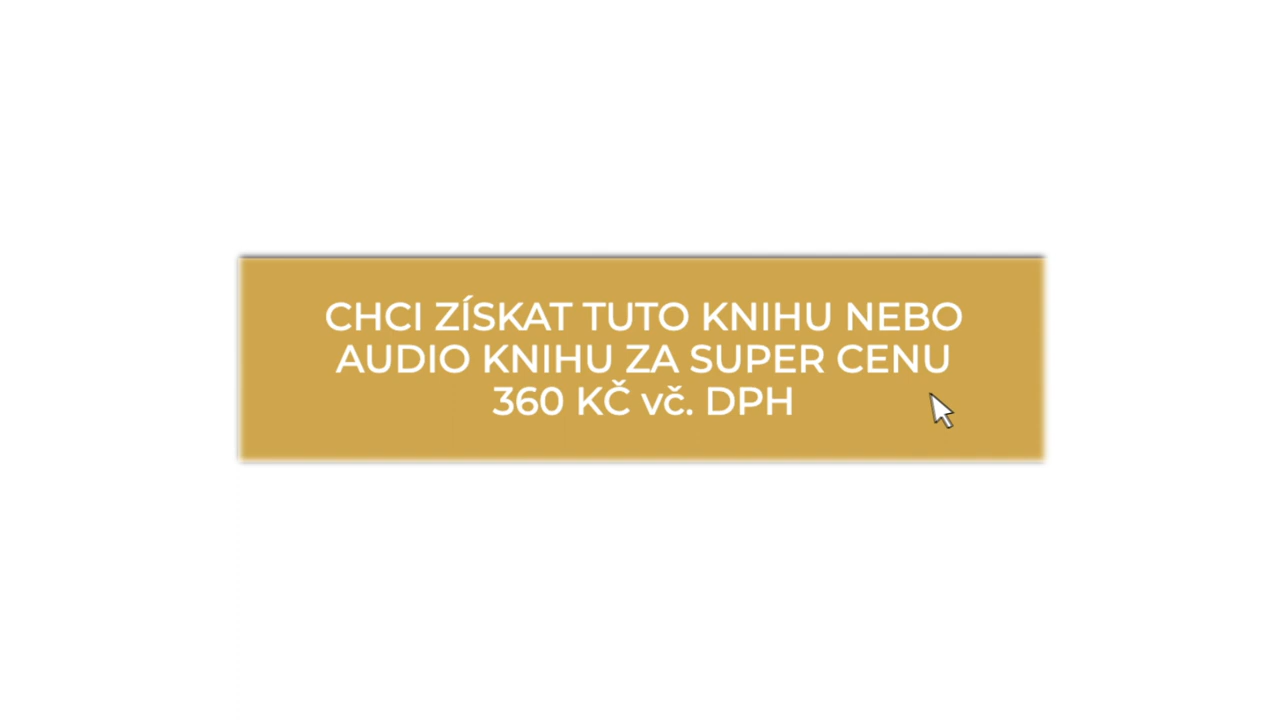 CHCI ZÍSKAT TUTO KNIHU NEBO
AUDIO KNIHU ZA SUPER CENU
360 KČ vč. DPH